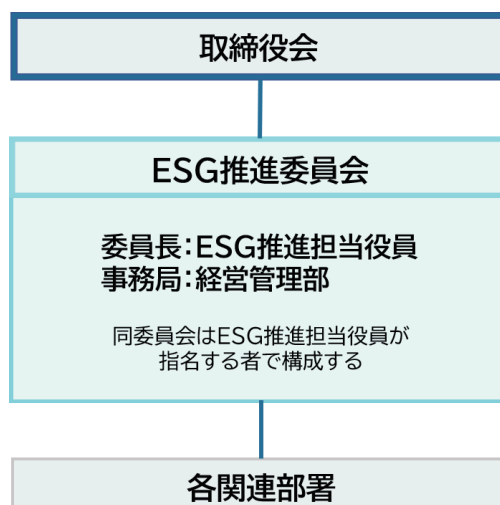 取締役会
ESG推進委員会
委員長:ESG推進担当役員
事務局:経営管理部
同委員会はESG推進担当役員が
指名する者で構成する
各関連部署